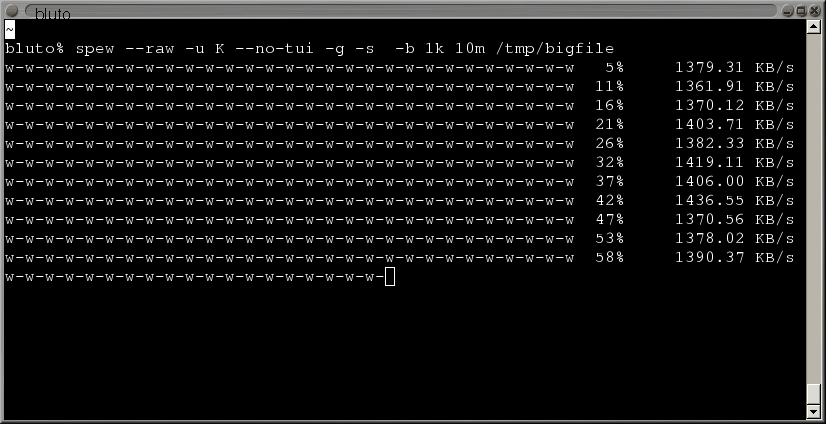 bluto
~
bluto% spew --raw -u K --no-tui -g -s  -b 1k 10m /tmp/bigfile
w-w-w-w-w-w-w-w-w-w-w-w-w-w-w-w-w-w-w-w-w-w-w-w-w-w-w-w-w   5%     1379.31 KB/s
w-w-w-w-w-w-w-w-w-w-w-w-w-w-w-w-w-w-w-w-w-w-w-w-w-w-w-w-w  11%     1361.91 KB/s
w-w-w-w-w-w-w-w-w-w-w-w-w-w-w-w-w-w-w-w-w-w-w-w-w-w-w-w-w  16%     1370.12 KB/s
w-w-w-w-w-w-w-w-w-w-w-w-w-w-w-w-w-w-w-w-w-w-w-w-w-w-w-w-w  21%     1403.71 KB/s
w-w-w-w-w-w-w-w-w-w-w-w-w-w-w-w-w-w-w-w-w-w-w-w-w-w-w-w-w  26%     1382.33 KB/s
w-w-w-w-w-w-w-w-w-w-w-w-w-w-w-w-w-w-w-w-w-w-w-w-w-w-w-w-w  32%     1419.11 KB/s
w-w-w-w-w-w-w-w-w-w-w-w-w-w-w-w-w-w-w-w-w-w-w-w-w-w-w-w-w  37%     1406.00 KB/s
w-w-w-w-w-w-w-w-w-w-w-w-w-w-w-w-w-w-w-w-w-w-w-w-w-w-w-w-w  42%     1436.55 KB/s
w-w-w-w-w-w-w-w-w-w-w-w-w-w-w-w-w-w-w-w-w-w-w-w-w-w-w-w-w  47%     1370.56 KB/s
w-w-w-w-w-w-w-w-w-w-w-w-w-w-w-w-w-w-w-w-w-w-w-w-w-w-w-w-w  53%     1378.02 KB/s
w-w-w-w-w-w-w-w-w-w-w-w-w-w-w-w-w-w-w-w-w-w-w-w-w-w-w-w-w  58%     1390.37 KB/s
w-w-w-w-w-w-w-w-w-w-w-w-w-w-w-w-w-w-w-